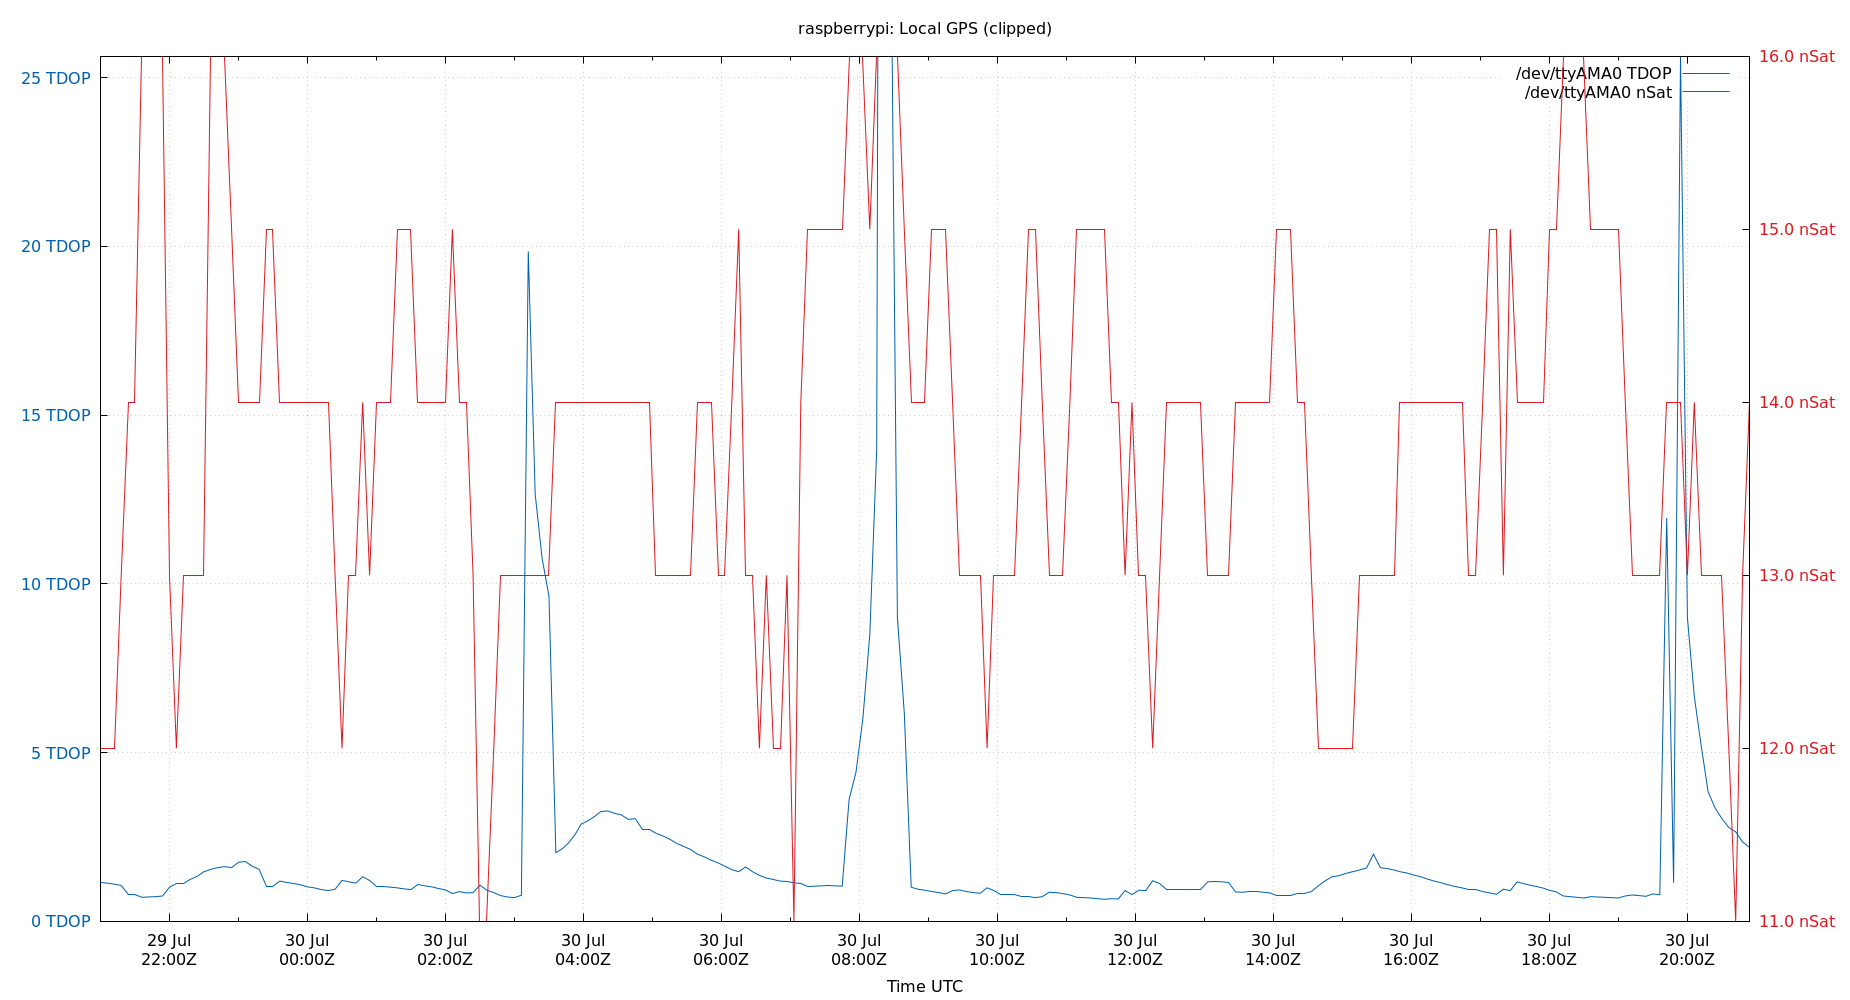 raspberrypi: Local GPS (clipped)
25 TDOP
20 TDOP
15 TDOP
10 TDOP
5 TDOP
0 TDOP
16.0 nSat
15.0 nSat
14.0 nSat
13.0 nSat
12.0 nSat
11.0 nSat
/dev/ttyAMA0 TDOP
/dev/ttyAMA0 nSat
29 Jul 30 Jul 30 Jul 30 Jul 30 Jul 30 Jul 30 Jul 30 Jul 30 Jul 30 Jul 30 Jul 30 Jul
22:00Z 00:00Z 02:00Z 04:00Z 06:00Z 08:00Z 10:00Z 12:00Z 14:00Z 16:00Z 18:00Z 20:00Z
Time UTC